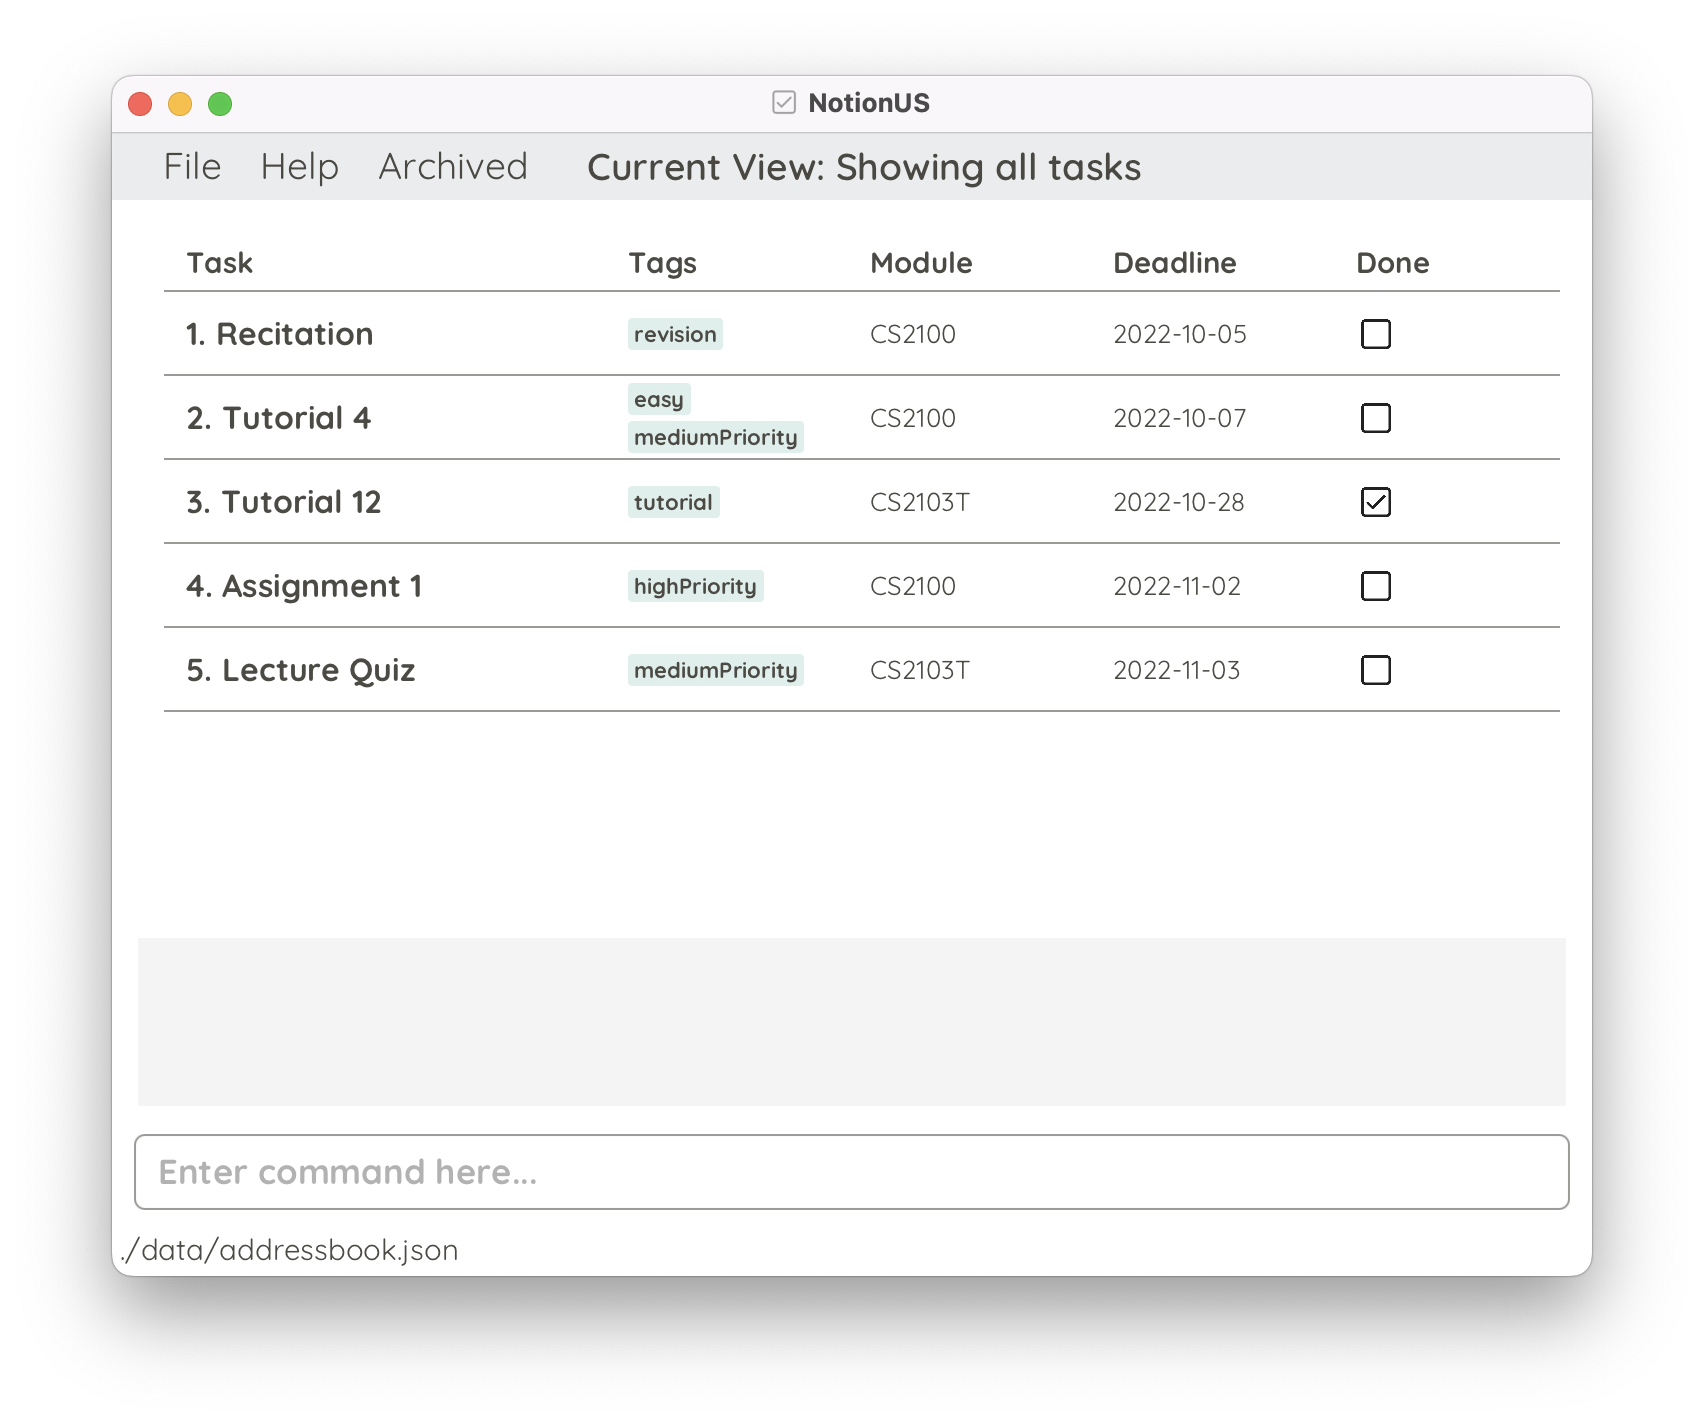 NotionUS
File Help Archived Current View: Showing all tasks
Task Tags Module Deadline Done
1. Recitation revision CS2100 2022-10-05
2. Tutorial 4 easy mediumPriority CS2100 2022-10-07
3. Tutorial 12 tutorial CS2103T 2022-10-28
4. Assignment 1 highPriority CS2100 2022-11-02
5. Lecture Quiz mediumPriority CS2103T 2022-11-03
Enter command here...
./data/addressbook.json